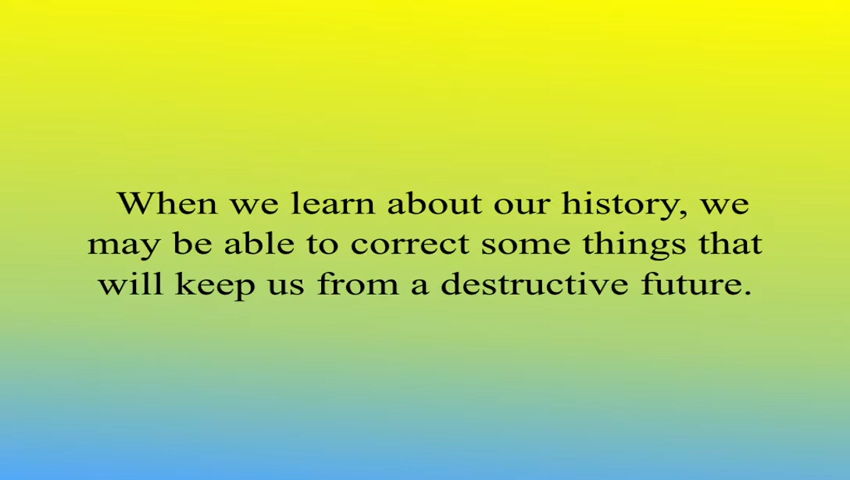 When we learn about our history, we
may be able to correct some things that
will keep us from a destructive future.